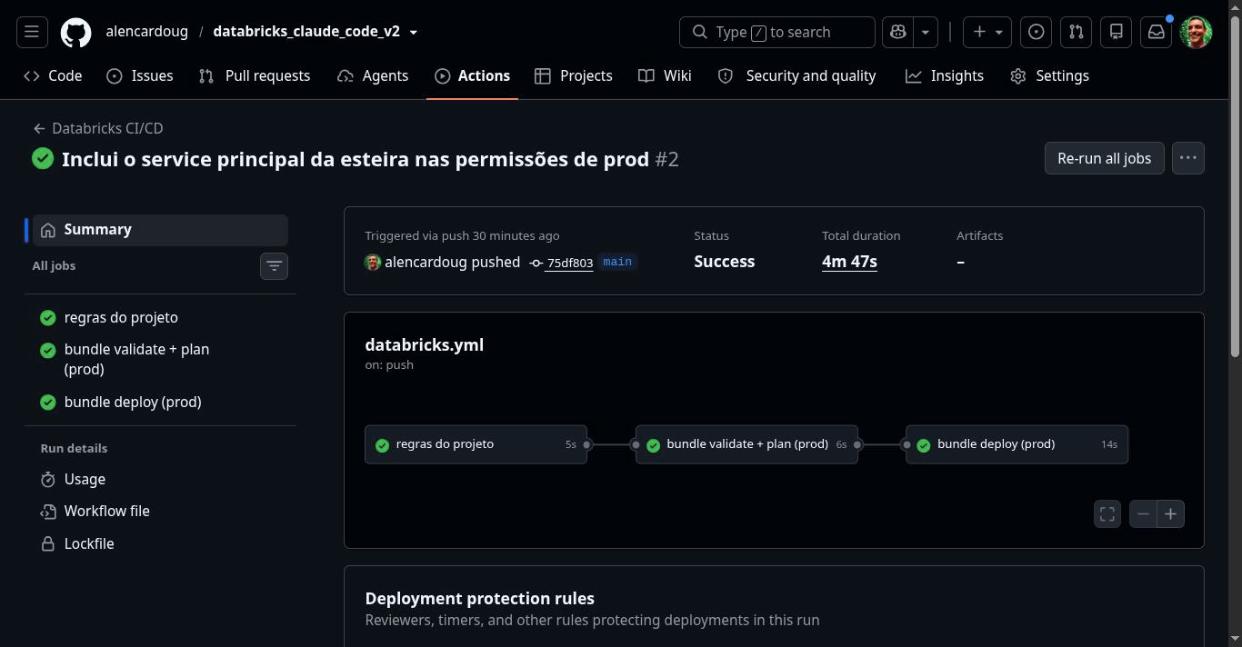 alencardoug / databricks_claude_code_v2
Type / to search
Code
Issues
Pull requests
Agents
Actions
Projects
Wiki
Security and quality
Insights
Settings
Databricks CI/CD
Inclui o service principal da esteira nas permissões de prod #2
Re-run all jobs
Summary
All jobs
regras do projeto
bundle validate + plan
(prod)
bundle deploy (prod)
Run details
Usage
Workflow file
Lockfile
Triggered via push 30 minutes ago
alencardoug pushed 75df803 main
Status
Success
Total duration
4m 47s
Artifacts
–
databricks.yml
on: push
regras do projeto 5s
bundle validate + plan (prod) 6s
bundle deploy (prod) 14s
Deployment protection rules
Reviewers, timers, and other rules protecting deployments in this run